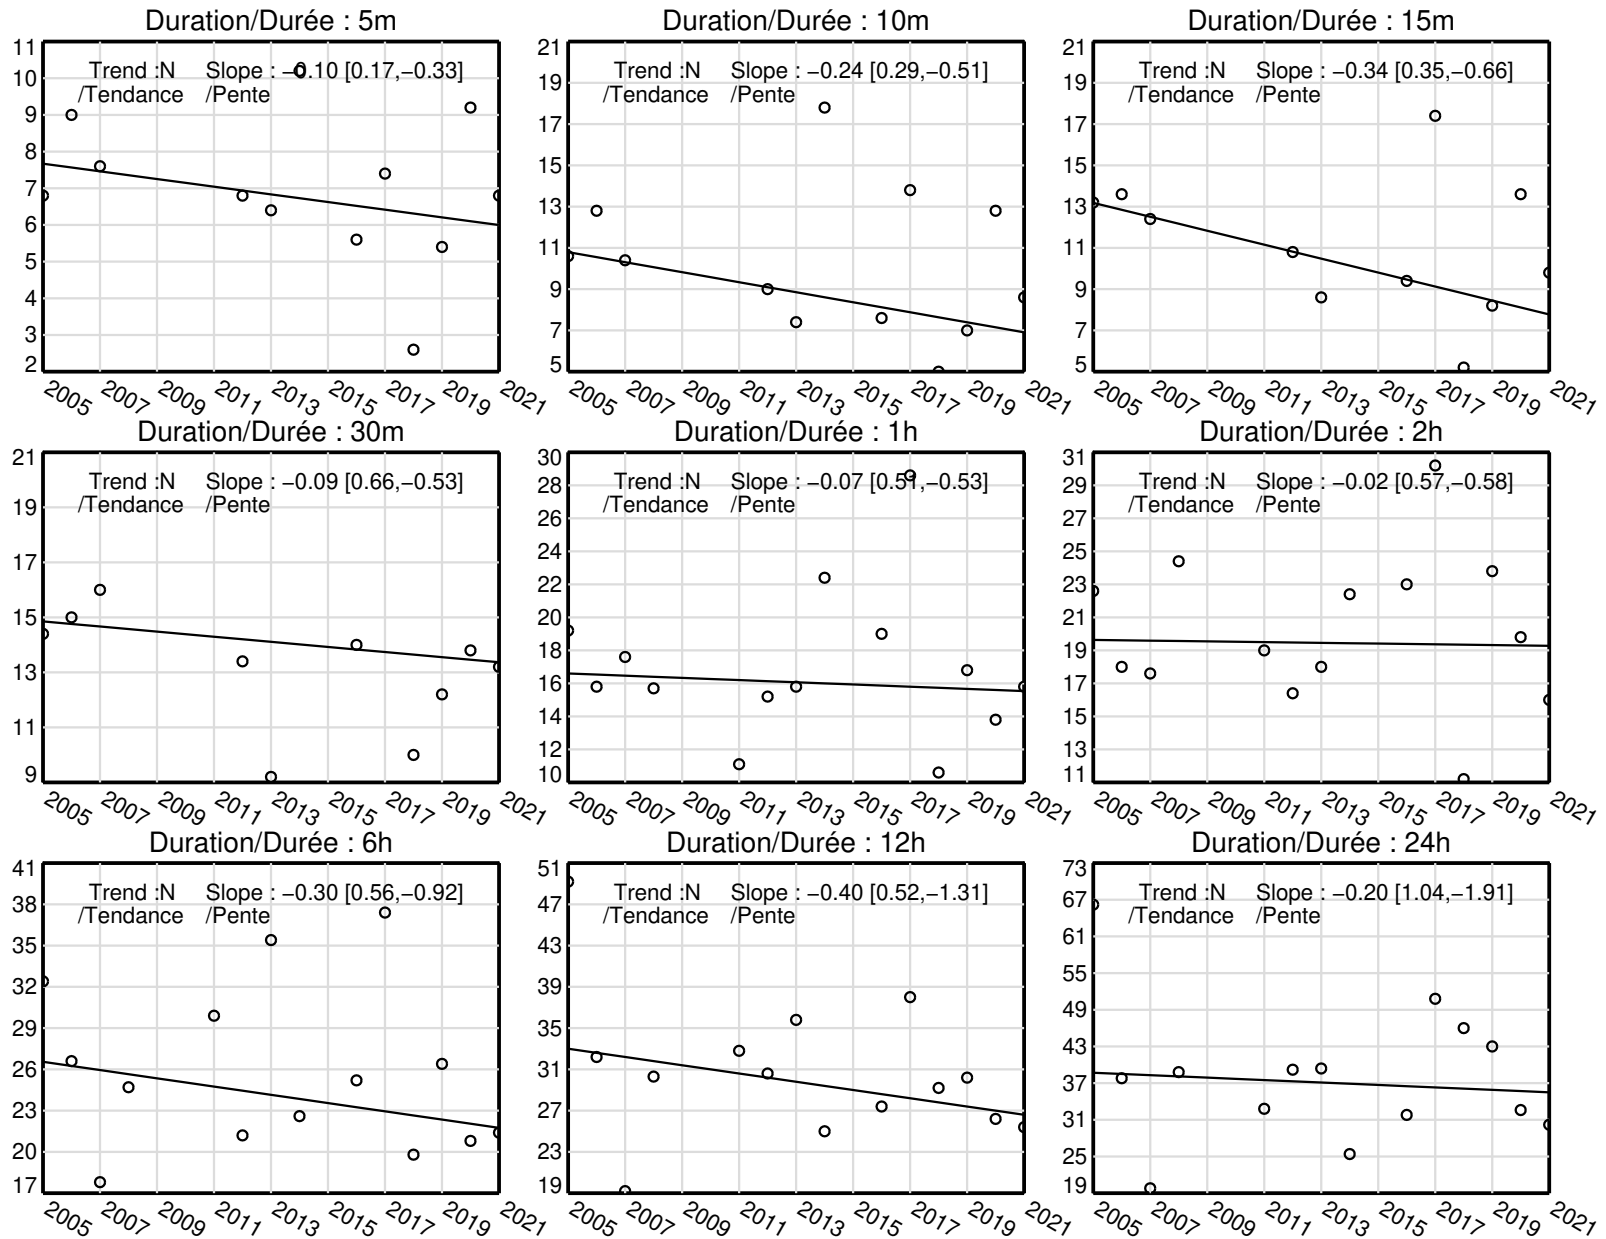 Duration/Durée : 5m
11
10
9
8
7
6
5
4
3
2
Trend :N Slope : −0.10 [0.17,−0.33]
/Tendance /Pente
2005 2007 2009 2011 2013 2015 2017 2019 2021
Duration/Durée : 10m
21
19
17
15
13
11
9
7
5
Trend :N Slope : −0.24 [0.29,−0.51]
/Tendance /Pente
2005 2007 2009 2011 2013 2015 2017 2019 2021
Duration/Durée : 15m
21
19
17
15
13
11
9
7
5
Trend :N Slope : −0.34 [0.35,−0.66]
/Tendance /Pente
2005 2007 2009 2011 2013 2015 2017 2019 2021
Duration/Durée : 30m
21
19
17
15
13
11
9
Trend :N Slope : −0.09 [0.66,−0.53]
/Tendance /Pente
2005 2007 2009 2011 2013 2015 2017 2019 2021
Duration/Durée : 1h
30
28
26
24
22
20
18
16
14
12
10
Trend :N Slope : −0.07 [0.51,−0.53]
/Tendance /Pente
2005 2007 2009 2011 2013 2015 2017 2019 2021
Duration/Durée : 2h
31
29
27
25
23
21
19
17
15
13
11
Trend :N Slope : −0.02 [0.57,−0.58]
/Tendance /Pente
2005 2007 2009 2011 2013 2015 2017 2019 2021
Duration/Durée : 6h
41
38
35
32
29
26
23
20
17
Trend :N Slope : −0.30 [0.56,−0.92]
/Tendance /Pente
2005 2007 2009 2011 2013 2015 2017 2019 2021
Duration/Durée : 12h
51
47
43
39
35
31
27
23
19
Trend :N Slope : −0.40 [0.52,−1.31]
/Tendance /Pente
2005 2007 2009 2011 2013 2015 2017 2019 2021
Duration/Durée : 24h
73
67
61
55
49
43
37
31
25
19
Trend :N Slope : −0.20 [1.04,−1.91]
/Tendance /Pente
2005 2007 2009 2011 2013 2015 2017 2019 2021